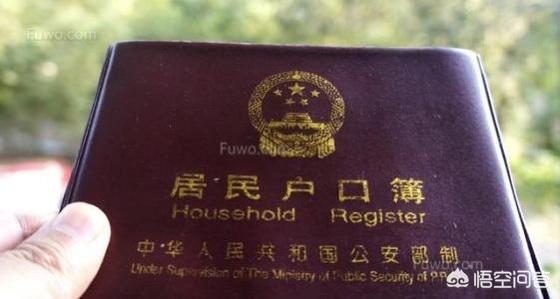 Fuwo.com
居民户口簿
Household Register
中华人民共和国公安部制
Under Supervision of The Ministry of Public Security of P.R.
悟空问答